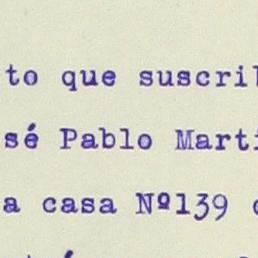 to que suscri
sé Pablo Mart
a casa Nº139